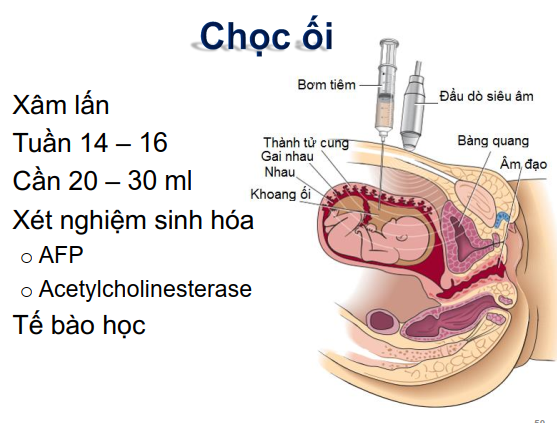 Chọc ối
Xâm lấn
Tuần 14 – 16
Cần 20 – 30 ml
Xét nghiệm sinh hóa
o AFP
o Acetylcholinesterase
Tế bào học
Bơm tiêm
Đầu dò siêu âm
Thành tử cung
Gai nhau
Nhau
Khoang ối
Bàng quang
Âm đạo